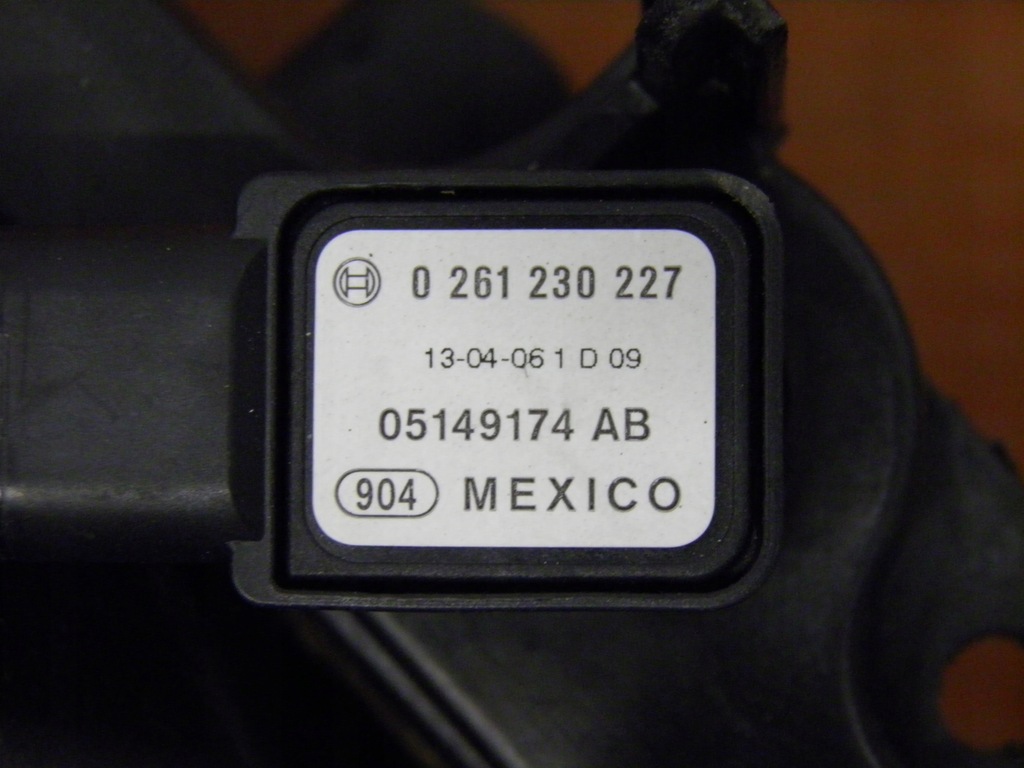 0 261 230 227
13-04-06 1 D 09
05149174 AB
904 MEXICO